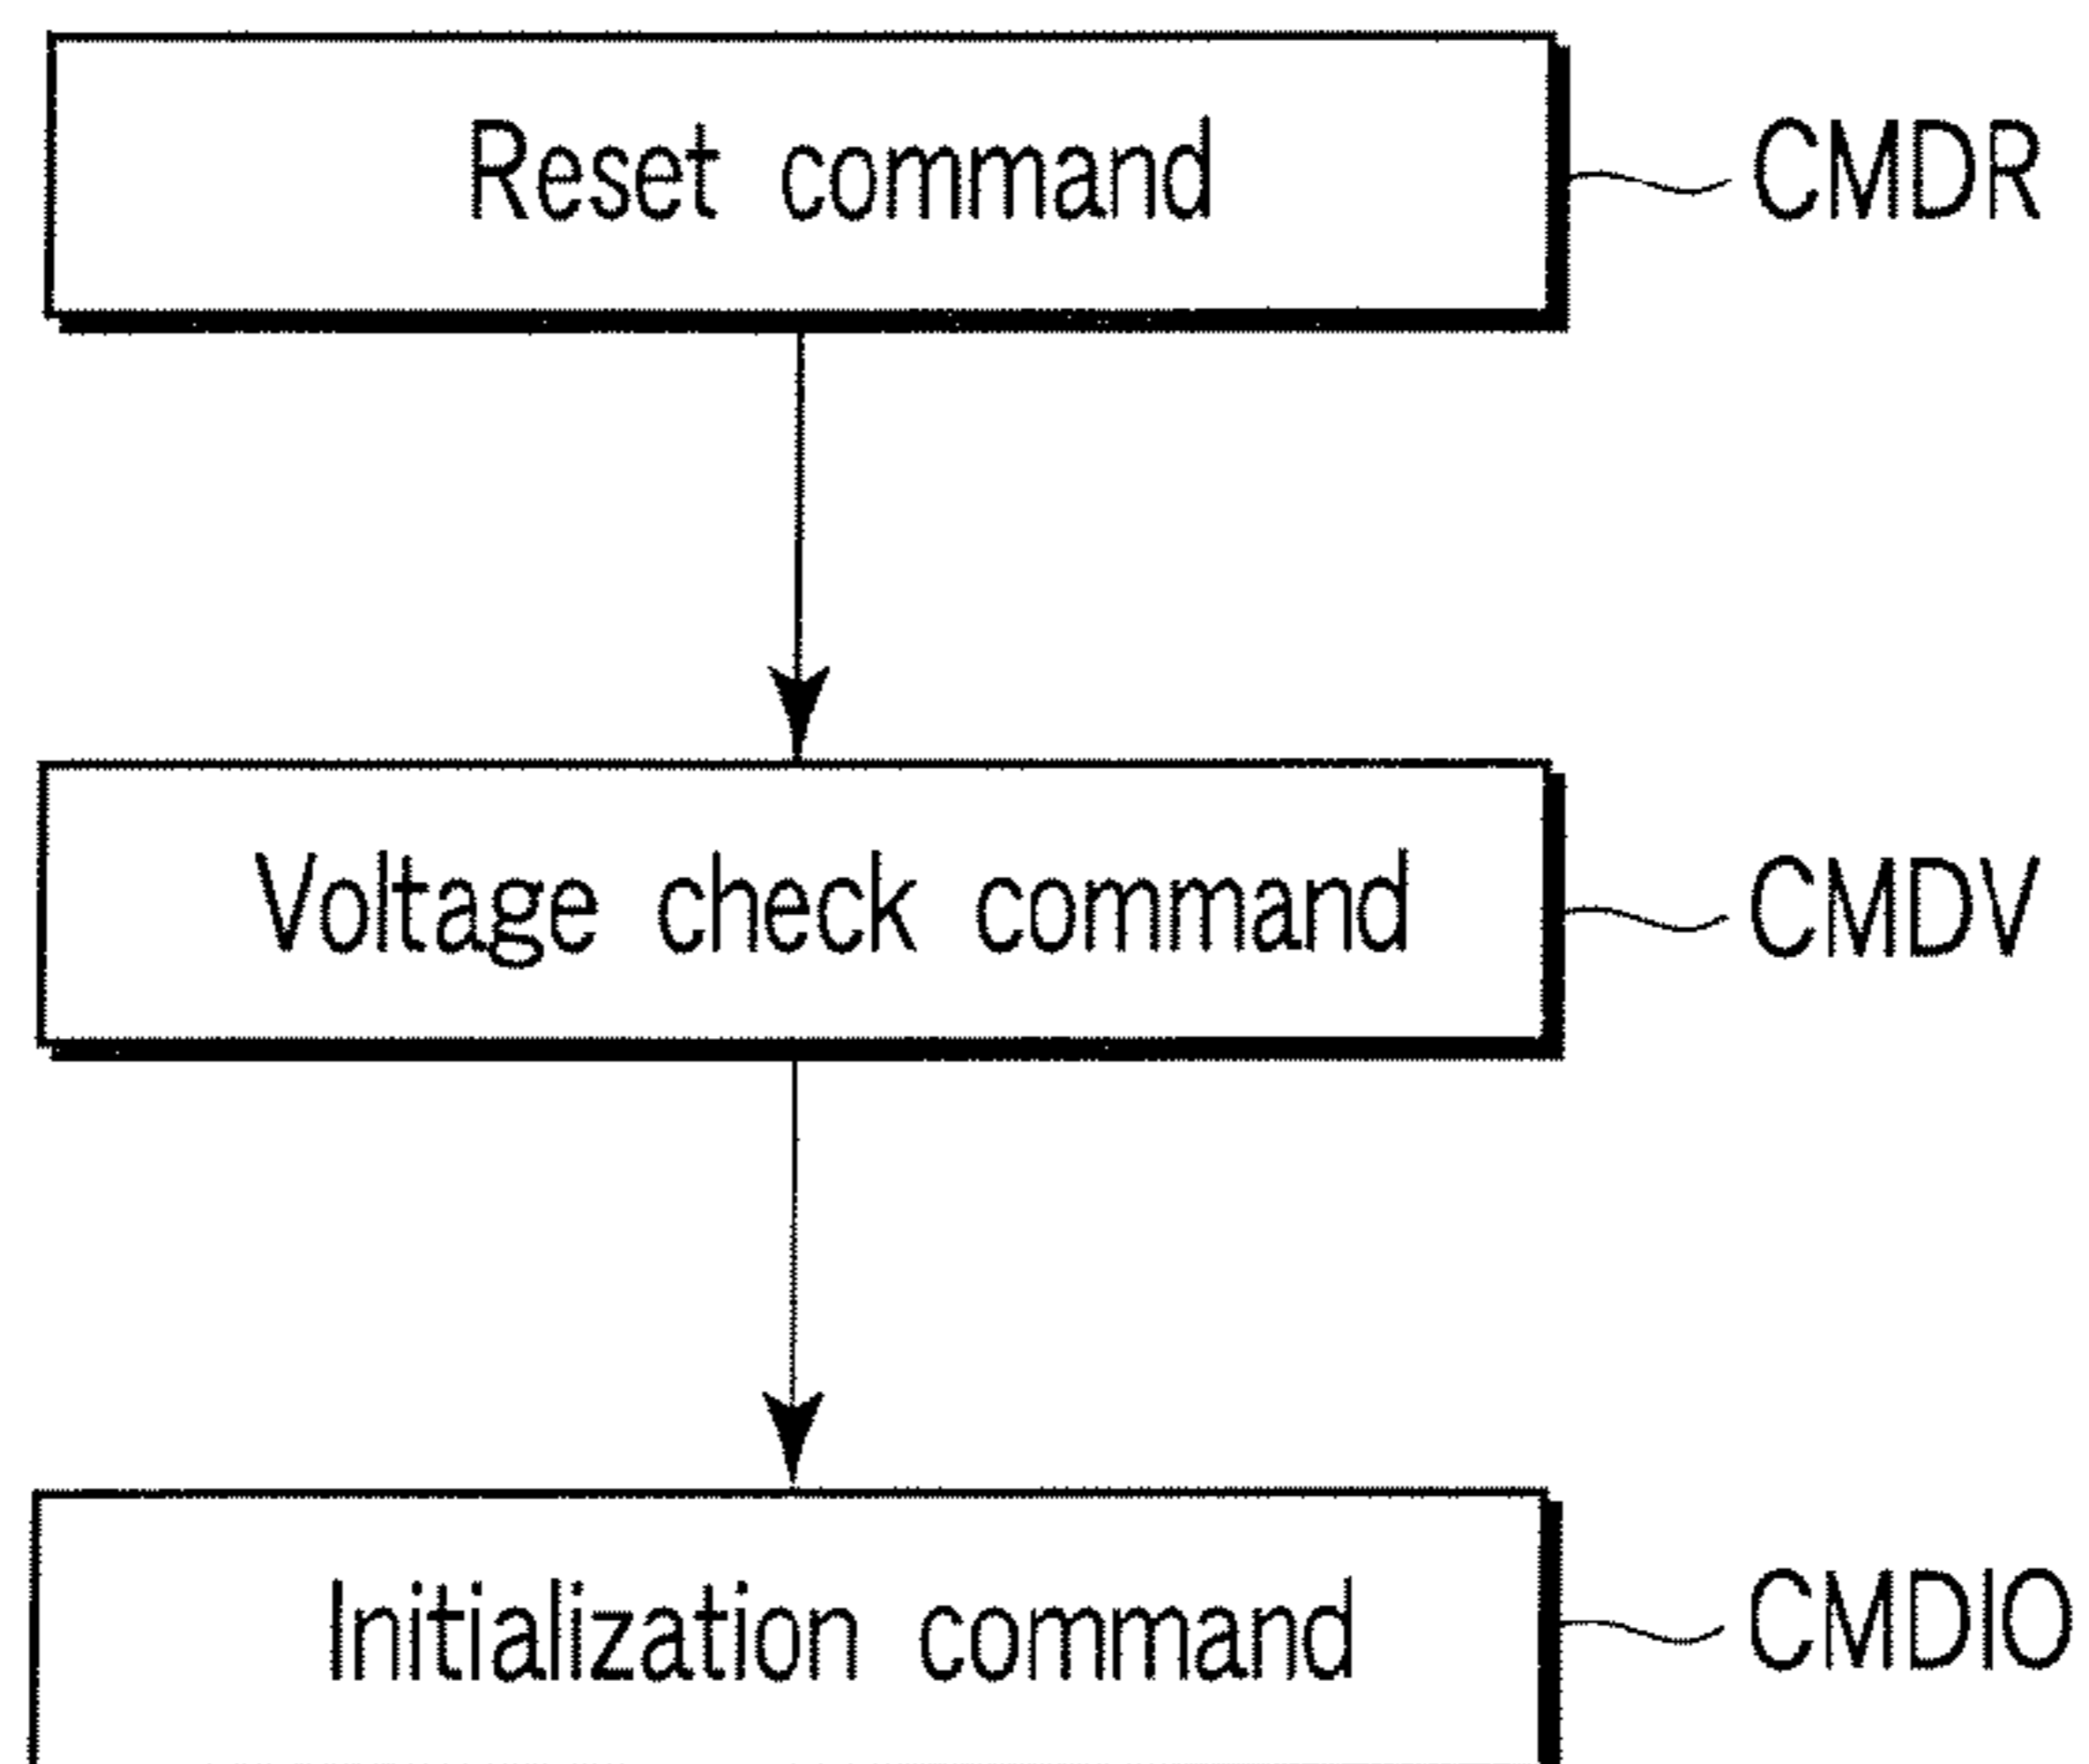 Reset command CMDR
Voltage check command CMDV
Initialization command CMDIO